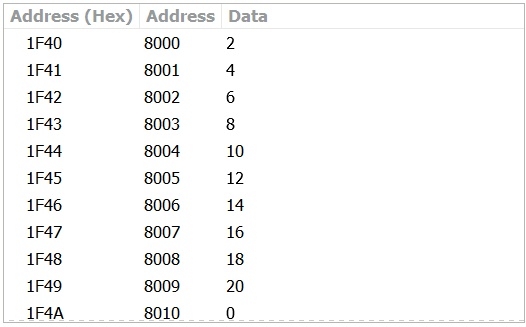 Address (Hex) Address Data
1F40 8000 2
1F41 8001 4
1F42 8002 6
1F43 8003 8
1F44 8004 10
1F45 8005 12
1F46 8006 14
1F47 8007 16
1F48 8008 18
1F49 8009 20
1F4A 8010 0